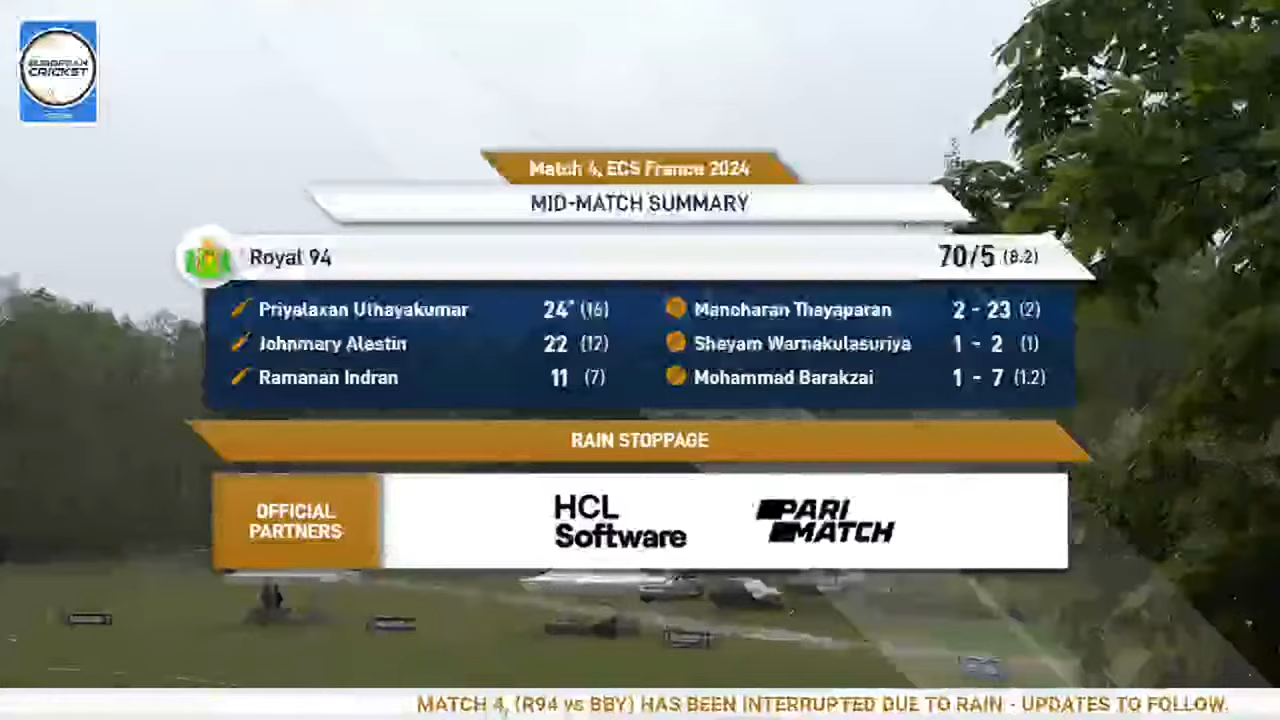 EUROPEAN
CRICKET
Match 4, ECS France 2024
MID-MATCH SUMMARY
Royal 94 70/5 (8.2)
Priyalaxan Uthayakumar 24* (16) Manoharan Thayaparan 2 - 23 (2)
Johnmary Alestin 22 (12) Sheyam Warnakulasuriya 1 - 2 (1)
Ramanan Indran 11 (7) Mohammad Barakzai 1 - 7 (1.2)
RAIN STOPPAGE
OFFICIAL
PARTNERS
HCL
Software
PARI
MATCH
MATCH 4, (R94 vs BBY) HAS BEEN INTERRUPTED DUE TO RAIN - UPDATES TO FOLLOW.